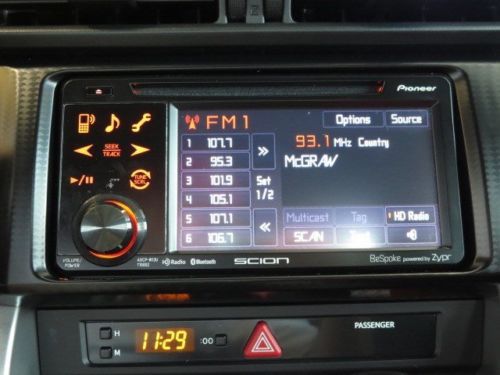 Pioneer
FM1 Options Source
1 107.7
2 95.3
3 101.9
4 105.1
5 107.1
6 106.7
93.1 MHz Country
McGRAW
Set
1/2
Multicast Tag HD Radio
SCAN
SEEK
TRACK
TUNE
SCRL
VOLUME/
POWER
HD Radio Bluetooth
SCION
BeSpoke powered by Zypr
H
M
11:29
:00
PASSENGER